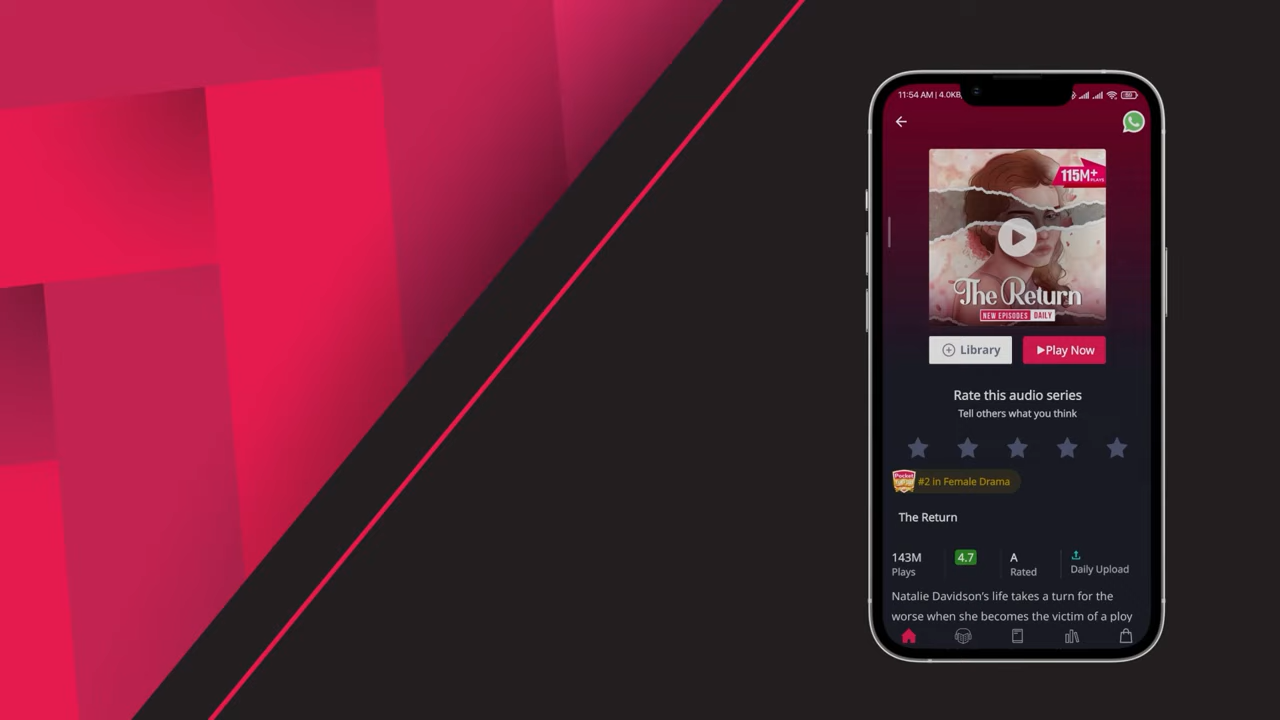 11:54 AM | 4.0KB
115M+
PLAYS
The Return
NEW EPISODES DAILY
Library
▶Play Now
Rate this audio series
Tell others what you think
Pocket
#2 in Female Drama
The Return
143M
Plays
4.7
A
Rated
Daily Upload
Natalie Davidson's life takes a turn for the
worse when she becomes the victim of a ploy